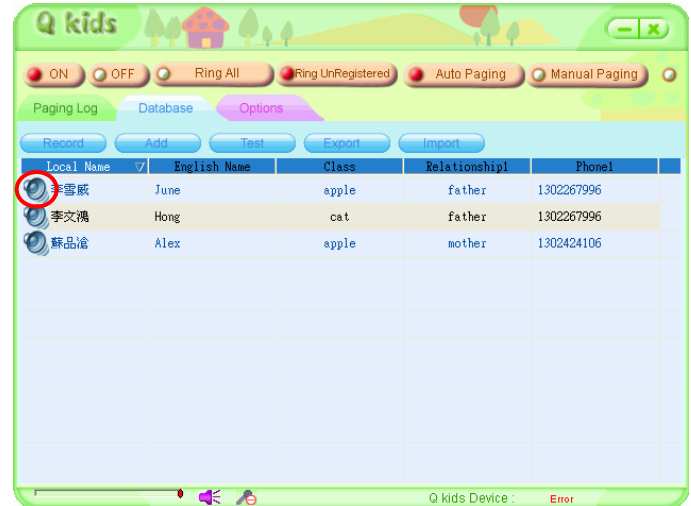 Q kids
ON OFF Ring All Ring UnRegistered Auto Paging Manual Paging
Paging Log Database Options
Record Add Test Export Import
Local Name English Name Class Relationship1 Phone1
李雪威 June apple father 1302267996
李文鴻 Hong cat father 1302267996
蘇品滄 Alex apple mother 1302424106
Q kids Device : Error